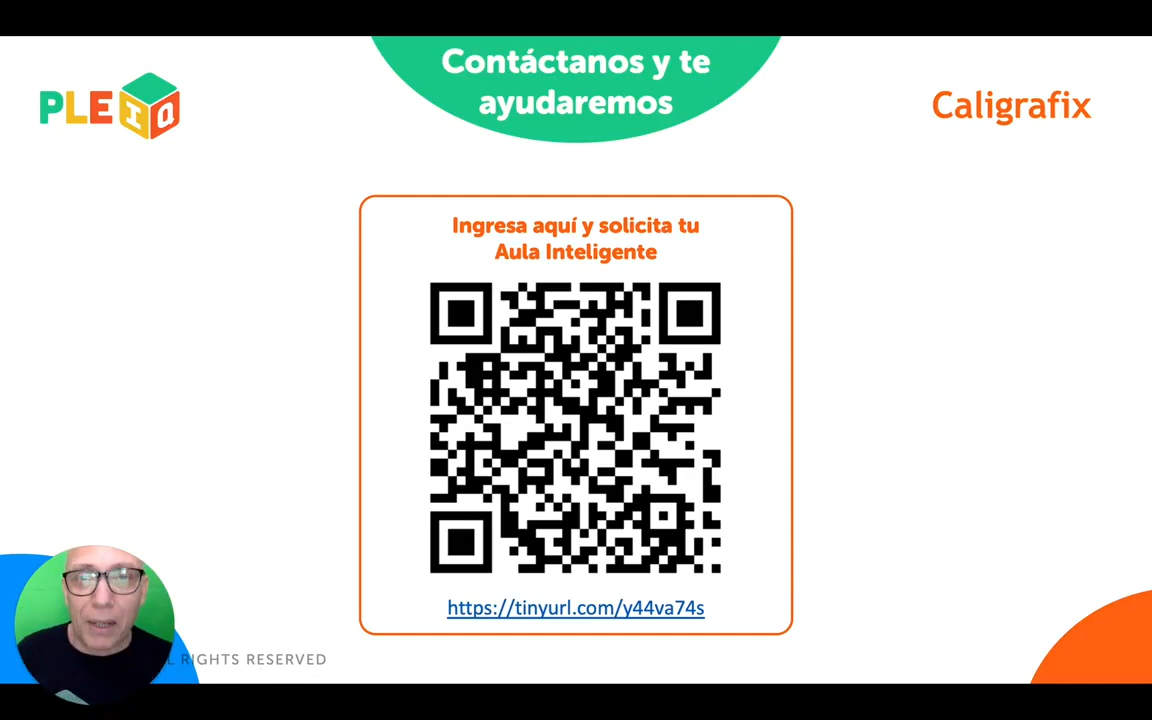 Contáctanos y te
ayudaremos
PLEIQ
Caligrafix
Ingresa aquí y solicita tu
Aula Inteligente
https://tinyurl.com/y44va74s
RIGHTS RESERVED